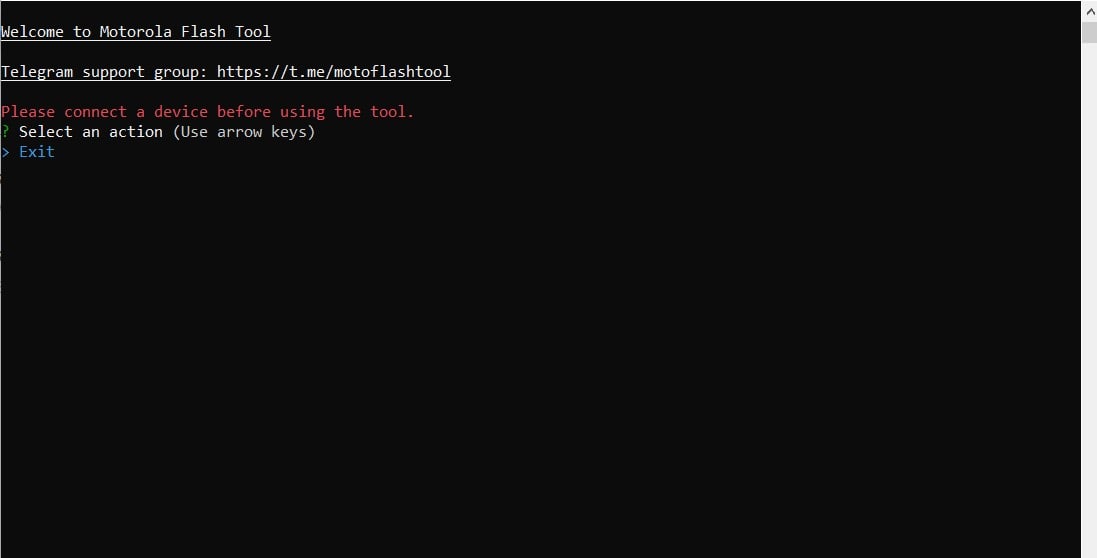 Welcome to Motorola Flash Tool
Telegram support group: https://t.me/motoflashtool
Please connect a device before using the tool.
? Select an action (Use arrow keys)
> Exit